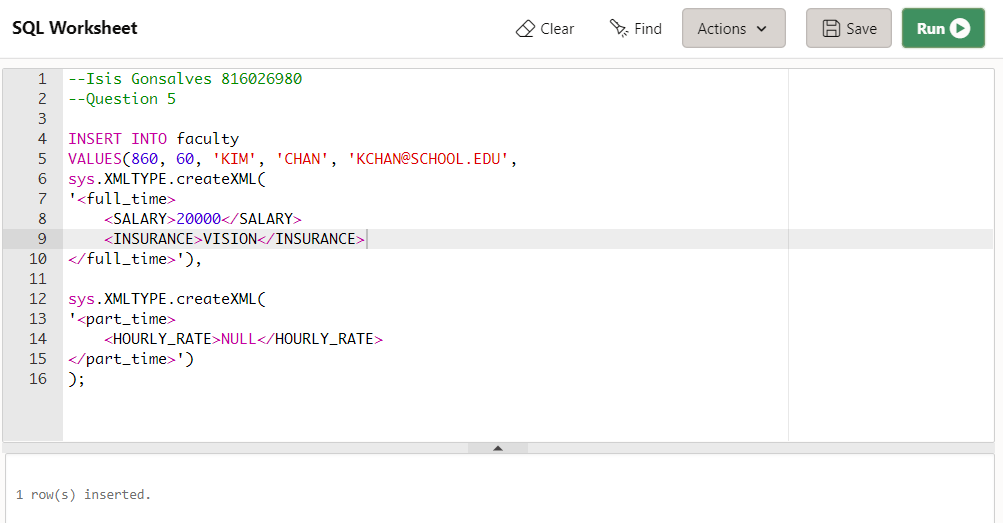 SQL Worksheet
Clear
Find
Actions
Save
Run
1 --Isis Gonsalves 816026980
2 --Question 5
3
4 INSERT INTO faculty
5 VALUES(860, 60, 'KIM', 'CHAN', 'KCHAN@SCHOOL.EDU',
6 sys.XMLTYPE.createXML(
7 '<full_time>
8     <SALARY>20000</SALARY>
9     <INSURANCE>VISION</INSURANCE>
10 </full_time>'),
11
12 sys.XMLTYPE.createXML(
13 '<part_time>
14     <HOURLY_RATE>NULL</HOURLY_RATE>
15 </part_time>')
16 );
1 row(s) inserted.